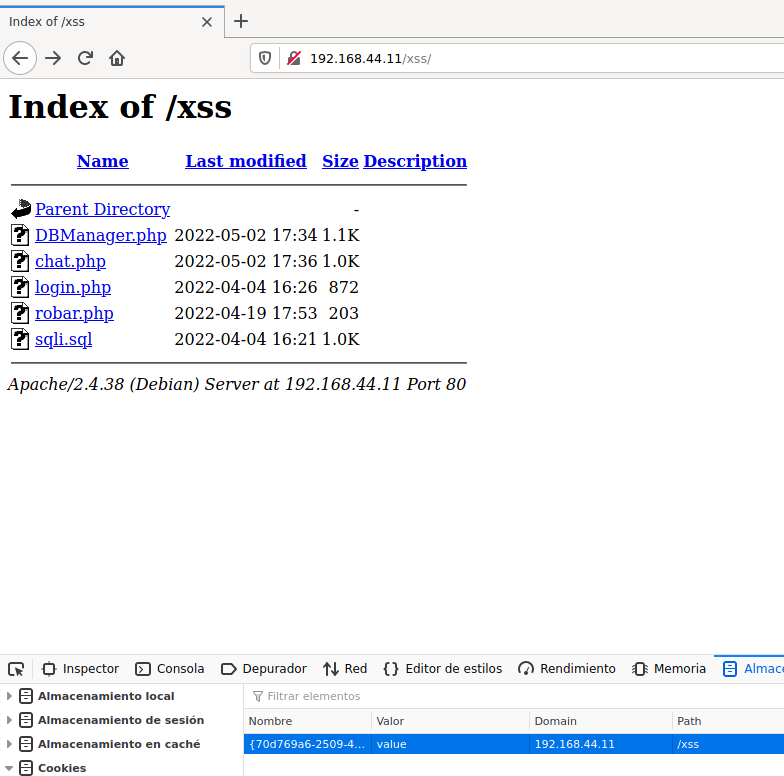 Index of /xss
192.168.44.11/xss/
Index of /xss
Name Last modified Size Description
Parent Directory -
DBManager.php 2022-05-02 17:34 1.1K
chat.php 2022-05-02 17:36 1.0K
login.php 2022-04-04 16:26 872
robar.php 2022-04-19 17:53 203
sqli.sql 2022-04-04 16:21 1.0K
Apache/2.4.38 (Debian) Server at 192.168.44.11 Port 80
Inspector Consola Depurador Red Editor de estilos Rendimiento Memoria Almace
Almacenamiento local
Filtrar elementos
Almacenamiento de sesión
Nombre Valor Domain Path
Almacenamiento en caché
{70d769a6-2509-4... value 192.168.44.11 /xss
Cookies